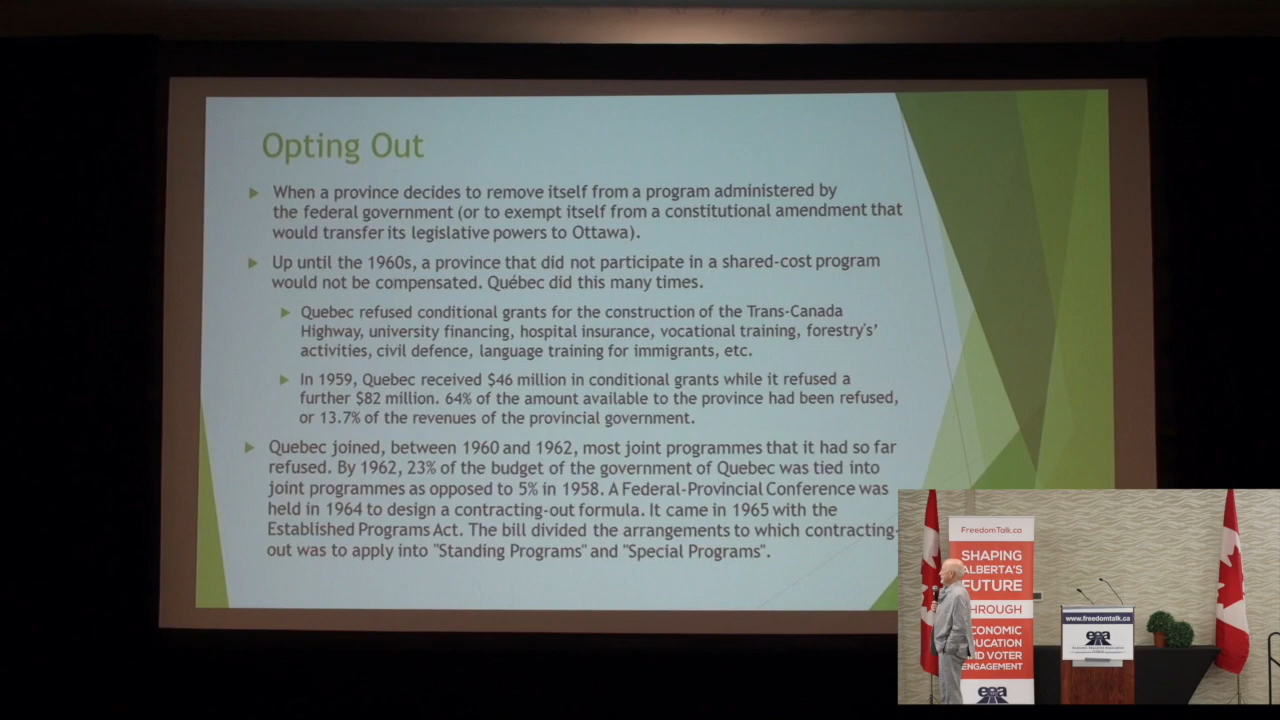 Opting Out
When a province decides to remove itself from a program administered by
the federal government (or to exempt itself from a constitutional amendment that
would transfer its legislative powers to Ottawa).
Up until the 1960s, a province that did not participate in a shared-cost program
would not be compensated. Québec did this many times.
Quebec refused conditional grants for the construction of the Trans-Canada
Highway, university financing, hospital insurance, vocational training, forestry's'
activities, civil defence, language training for immigrants, etc.
In 1959, Quebec received $46 million in conditional grants while it refused a
further $82 million. 64% of the amount available to the province had been refused,
or 13.7% of the revenues of the provincial government.
Quebec joined, between 1960 and 1962, most joint programmes that it had so far
refused. By 1962, 23% of the budget of the government of Quebec was tied into
joint programmes as opposed to 5% in 1958. A Federal-Provincial Conference was
held in 1964 to design a contracting-out formula. It came in 1965 with the
Established Programs Act. The bill divided the arrangements to which contracting-
out was to apply into "Standing Programs" and "Special Programs".
FreedomTalk.ca
SHAPING
ALBERTA'S
FUTURE
HROUGH
CONOMIC
UCATION
ND VOTER
ENGAGEMENT
eea
www.freedomtalk.ca
eea